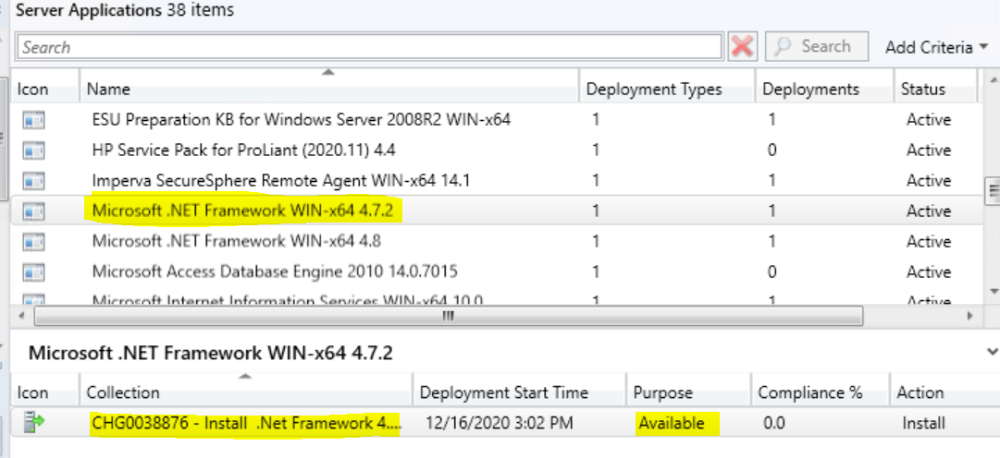 Server Applications 38 items
Search Search Add Criteria
Icon Name Deployment Types Deployments Status
ESU Preparation KB for Windows Server 2008R2 WIN-x64 1 1 Active
HP Service Pack for ProLiant (2020.11) 4.4 1 0 Active
Imperva SecureSphere Remote Agent WIN-x64 14.1 1 1 Active
Microsoft .NET Framework WIN-x64 4.7.2 1 1 Active
Microsoft .NET Framework WIN-x64 4.8 1 1 Active
Microsoft Access Database Engine 2010 14.0.7015 1 0 Active
Microsoft Internet Information Services WIN-x64 10.0 1 1 Active
Microsoft .NET Framework WIN-x64 4.7.2
Icon Collection Deployment Start Time Purpose Compliance % Action
CHG0038876 - Install .Net Framework 4.... 12/16/2020 3:02 PM Available 0.0 Install